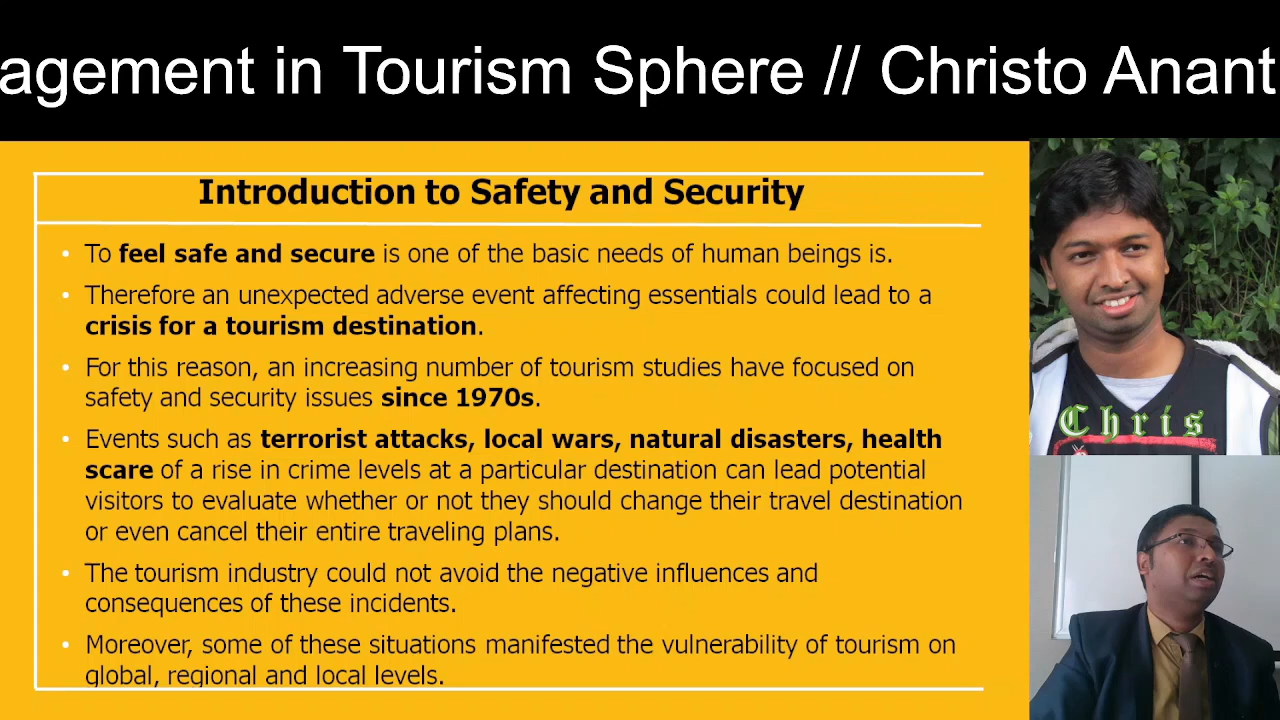 agement in Tourism Sphere // Christo Anant
Introduction to Safety and Security
• To feel safe and secure is one of the basic needs of human beings is.
• Therefore an unexpected adverse event affecting essentials could lead to a
crisis for a tourism destination.
• For this reason, an increasing number of tourism studies have focused on
safety and security issues since 1970s.
• Events such as terrorist attacks, local wars, natural disasters, health
scare of a rise in crime levels at a particular destination can lead potential
visitors to evaluate whether or not they should change their travel destination
or even cancel their entire traveling plans.
• The tourism industry could not avoid the negative influences and
consequences of these incidents.
• Moreover, some of these situations manifested the vulnerability of tourism on
global, regional and local levels.
Chris